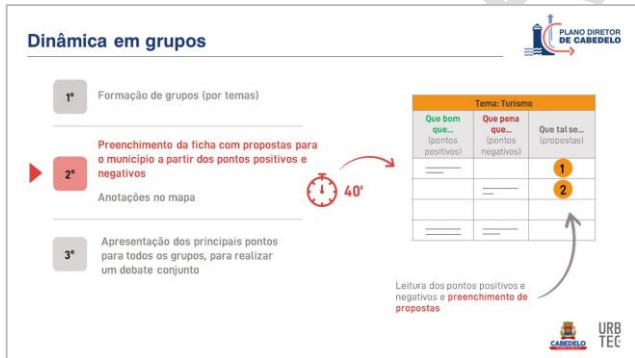 Dinâmica em grupos
PLANO DIRETOR
DE CABEDELO
1º
Formação de grupos (por temas)
2º
Preenchimento da ficha com propostas para
o município a partir dos pontos positivos e
negativos
Anotações no mapa
40'
3º
Apresentação dos principais pontos
para todos os grupos, para realizar
um debate conjunto
Tema: Turismo
Que bom
que...
(pontos
positivos)
Que pena
que...
(pontos
negativos)
Que tal se...
(propostas)
1
2
Leitura dos pontos positivos e
negativos e preenchimento de
propostas
CABEDELO
URB
TEC